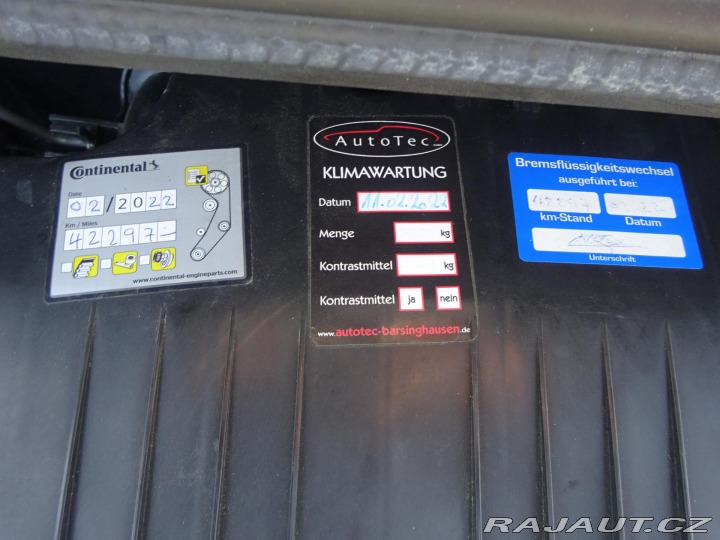 Continental
Date
02/2022
Km / Miles
42297-
www.continental-engineparts.com
AutoTec
KLIMAWARTUNG
Datum 11.02.2022
Menge kg
Kontrastmittel kg
Kontrastmittel ja nein
www.autotec-barsinghausen.de
Bremsflüssigkeitswechsel
ausgeführt bei:
km-Stand Datum
Unterschrift
RAJAUT.CZ